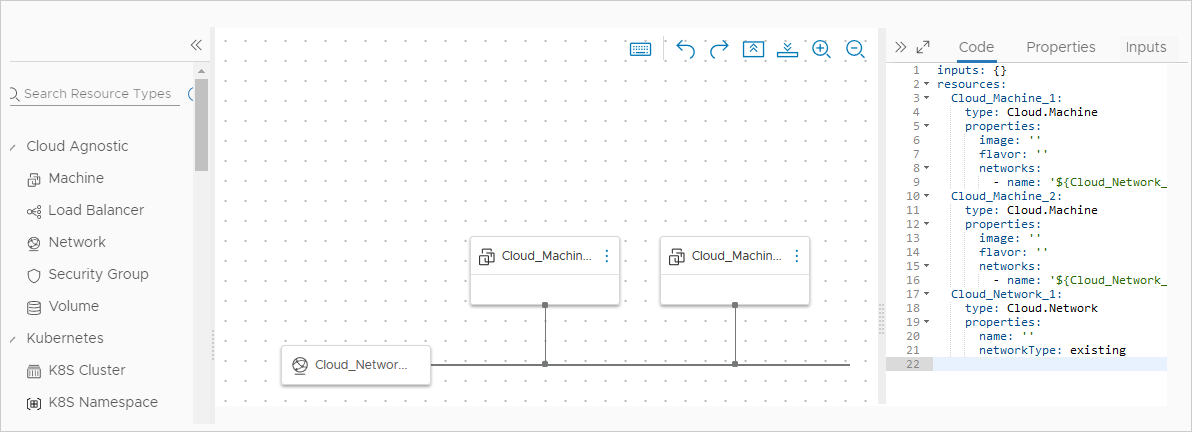 Search Resource Types
Cloud Agnostic
Machine
Load Balancer
Network
Security Group
Volume
Kubernetes
K8S Cluster
K8S Namespace
Cloud_Machin...
Cloud_Machin...
Cloud_Networ...
Code Properties Inputs
1 inputs: {}
2 resources:
3 Cloud_Machine_1:
4 type: Cloud.Machine
5 properties:
6 image: ''
7 flavor: ''
8 networks:
9 - name: '${Cloud_Network_
10 Cloud_Machine_2:
11 type: Cloud.Machine
12 properties:
13 image: ''
14 flavor: ''
15 networks:
16 - name: '${Cloud_Network_
17 Cloud_Network_1:
18 type: Cloud.Network
19 properties:
20 name: ''
21 networkType: existing
22